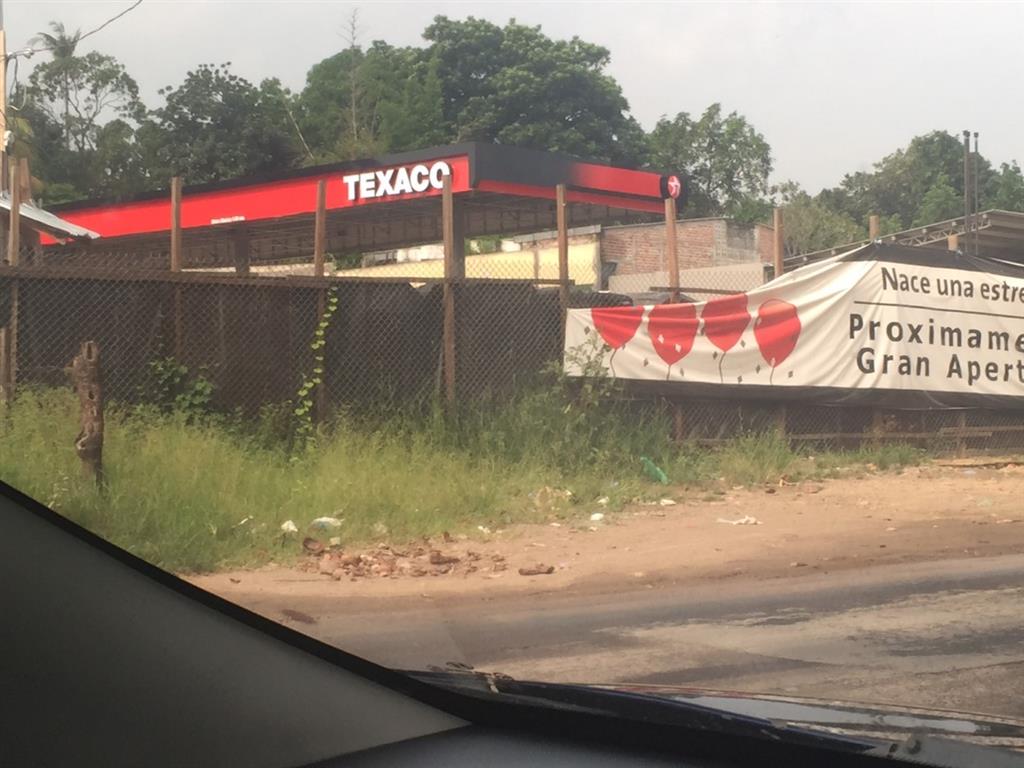 TEXACO
Nace una estre
Proximame
Gran Apert